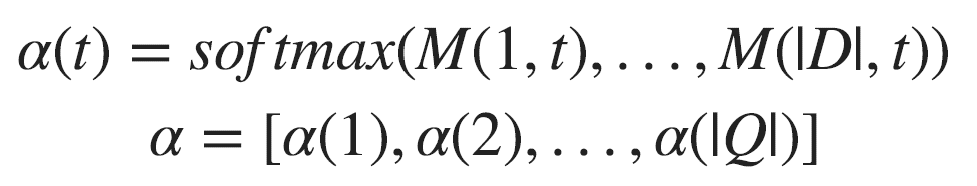 α(t) = softmax(M(1, t), . . . , M(|D|, t))
α = [α(1), α(2), . . . , α(|Q|)]